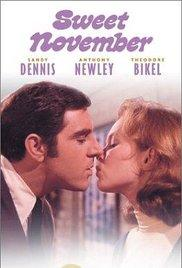 Sweet
November
SANDY DENNIS ANTHONY NEWLEY THEODORE BIKEL